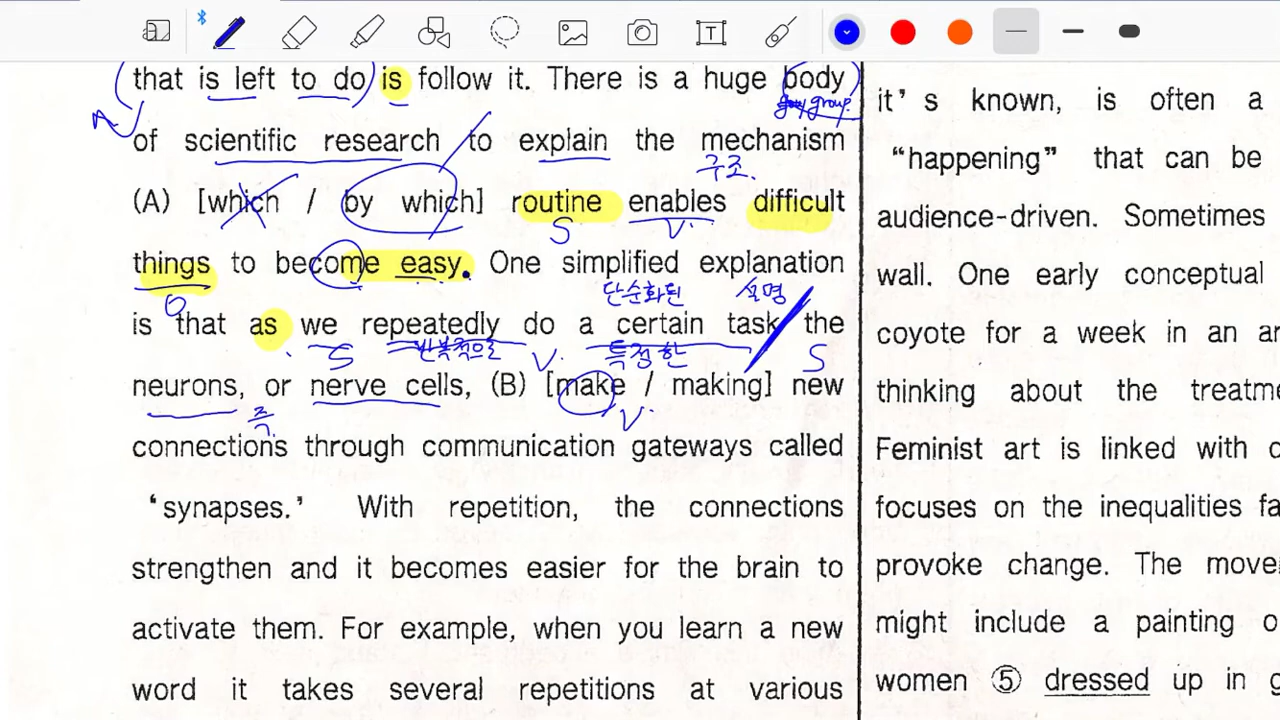 that is left to do) is follow it. There is a huge body
group.
of scientific research to explain the mechanism
구조.
(A) [which / by which] routine enables difficult
S V.
things to become easy. One simplified explanation
O 단순화된 설명
is that as we repeatedly do a certain task the
S 반복적으로 V. 특정한 S
neurons, or nerve cells, (B) [make / making] new
즉 V.
connections through communication gateways called
‘synapses.’ With repetition, the connections
strengthen and it becomes easier for the brain to
activate them. For example, when you learn a new
word it takes several repetitions at various
it’s known, is often a
“happening” that can be
audience-driven. Sometimes
wall. One early conceptual
coyote for a week in an ar
thinking about the treatme
Feminist art is linked with
focuses on the inequalities fa
provoke change. The move
might include a painting o
women ⑤ dressed up in g